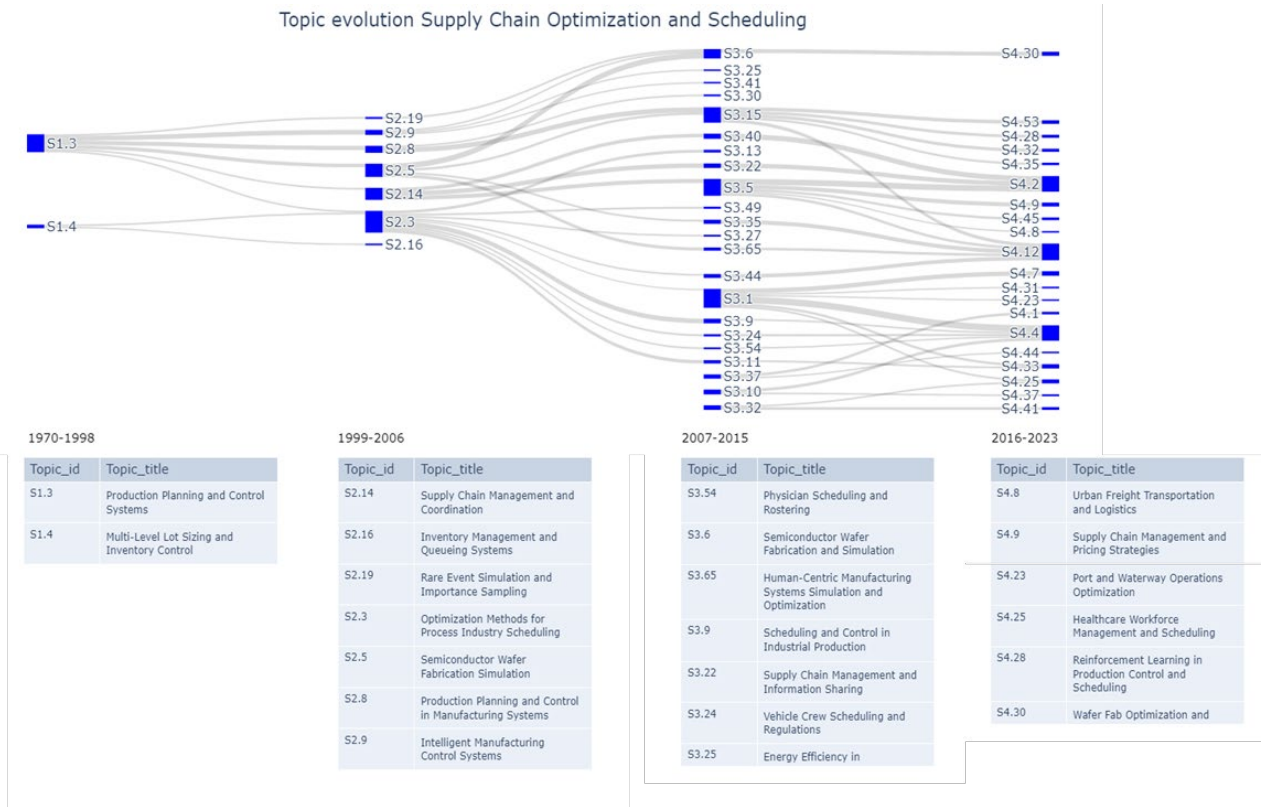 Topic evolution Supply Chain Optimization and Scheduling
S1.3
S1.4
S2.19
S2.9
S2.8
S2.5
S2.14
S2.3
S2.16
S3.6
S3.25
S3.41
S3.30
S3.15
S3.40
S3.13
S3.22
S3.5
S3.49
S3.35
S3.27
S3.65
S3.44
S3.1
S3.9
S3.24
S3.54
S3.11
S3.37
S3.10
S3.32
S4.30
S4.53
S4.28
S4.32
S4.35
S4.2
S4.9
S4.45
S4.8
S4.12
S4.7
S4.31
S4.23
S4.1
S4.4
S4.44
S4.33
S4.25
S4.37
S4.41
1970-1998
Topic_id Topic_title
S1.3 Production Planning and Control
Systems
S1.4 Multi-Level Lot Sizing and
Inventory Control
1999-2006
Topic_id Topic_title
S2.14 Supply Chain Management and
Coordination
S2.16 Inventory Management and
Queueing Systems
S2.19 Rare Event Simulation and
Importance Sampling
S2.3 Optimization Methods for
Process Industry Scheduling
S2.5 Semiconductor Wafer
Fabrication Simulation
S2.8 Production Planning and Control
in Manufacturing Systems
S2.9 Intelligent Manufacturing
Control Systems
2007-2015
Topic_id Topic_title
S3.54 Physician Scheduling and
Rostering
S3.6 Semiconductor Wafer
Fabrication and Simulation
S3.65 Human-Centric Manufacturing
Systems Simulation and
Optimization
S3.9 Scheduling and Control in
Industrial Production
S3.22 Supply Chain Management and
Information Sharing
S3.24 Vehicle Crew Scheduling and
Regulations
S3.25 Energy Efficiency in
2016-2023
Topic_id Topic_title
S4.8 Urban Freight Transportation
and Logistics
S4.9 Supply Chain Management and
Pricing Strategies
S4.23 Port and Waterway Operations
Optimization
S4.25 Healthcare Workforce
Management and Scheduling
S4.28 Reinforcement Learning in
Production Control and
Scheduling
S4.30 Wafer Fab Optimization and